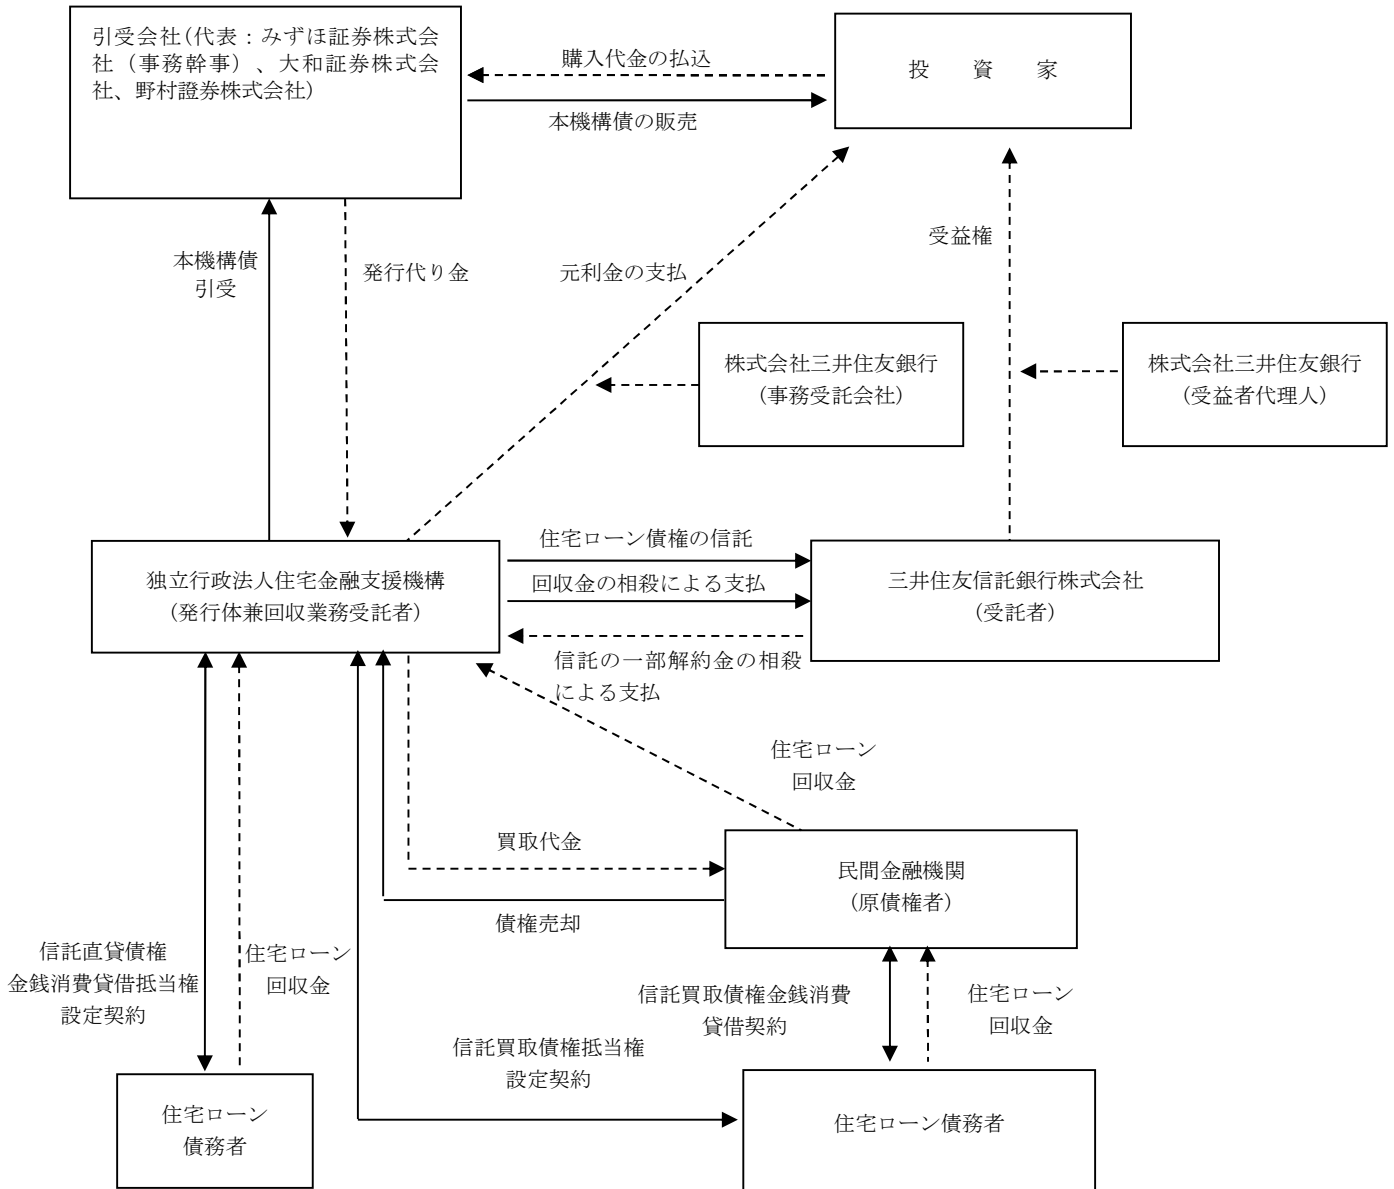 引受会社(代表：みずほ証券株式会
社（事務幹事）、大和証券株式会
社、野村證券株式会社)
購入代金の払込
本機構債の販売
投資家
本機構債
引受
発行代り金
元利金の支払
受益権
株式会社三井住友銀行
（事務受託会社）
株式会社三井住友銀行
（受益者代理人）
独立行政法人住宅金融支援機構
（発行体兼回収業務受託者）
住宅ローン債権の信託
回収金の相殺による支払
信託の一部解約金の相殺
による支払
三井住友信託銀行株式会社
（受託者）
住宅ローン
回収金
買取代金
債権売却
民間金融機関
（原債権者）
信託直貸債権
金銭消費貸借抵当権
設定契約
住宅ローン
回収金
信託買取債権金銭消費
貸借契約
住宅ローン
回収金
信託買取債権抵当権
設定契約
住宅ローン
債務者
住宅ローン債務者